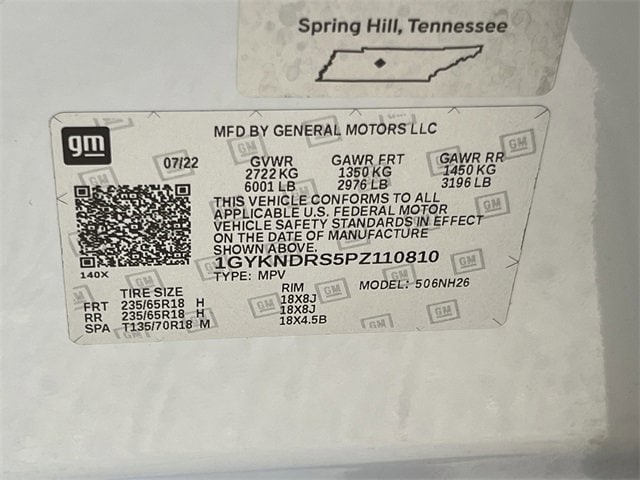 Spring Hill, Tennessee
gm
MFD BY GENERAL MOTORS LLC
07/22 GVWR GAWR FRT GAWR RR
2722 KG 1350 KG 1450 KG
6001 LB 2976 LB 3196 LB
THIS VEHICLE CONFORMS TO ALL
APPLICABLE U.S. FEDERAL MOTOR
VEHICLE SAFETY STANDARDS IN EFFECT
ON THE DATE OF MANUFACTURE
SHOWN ABOVE.
1GYKNDRS5PZ110810
140X
TYPE: MPV MODEL: 506NH26
TIRE SIZE RIM
FRT 235/65R18 H 18X8J
RR 235/65R18 H 18X8J
SPA T135/70R18 M 18X4.5B